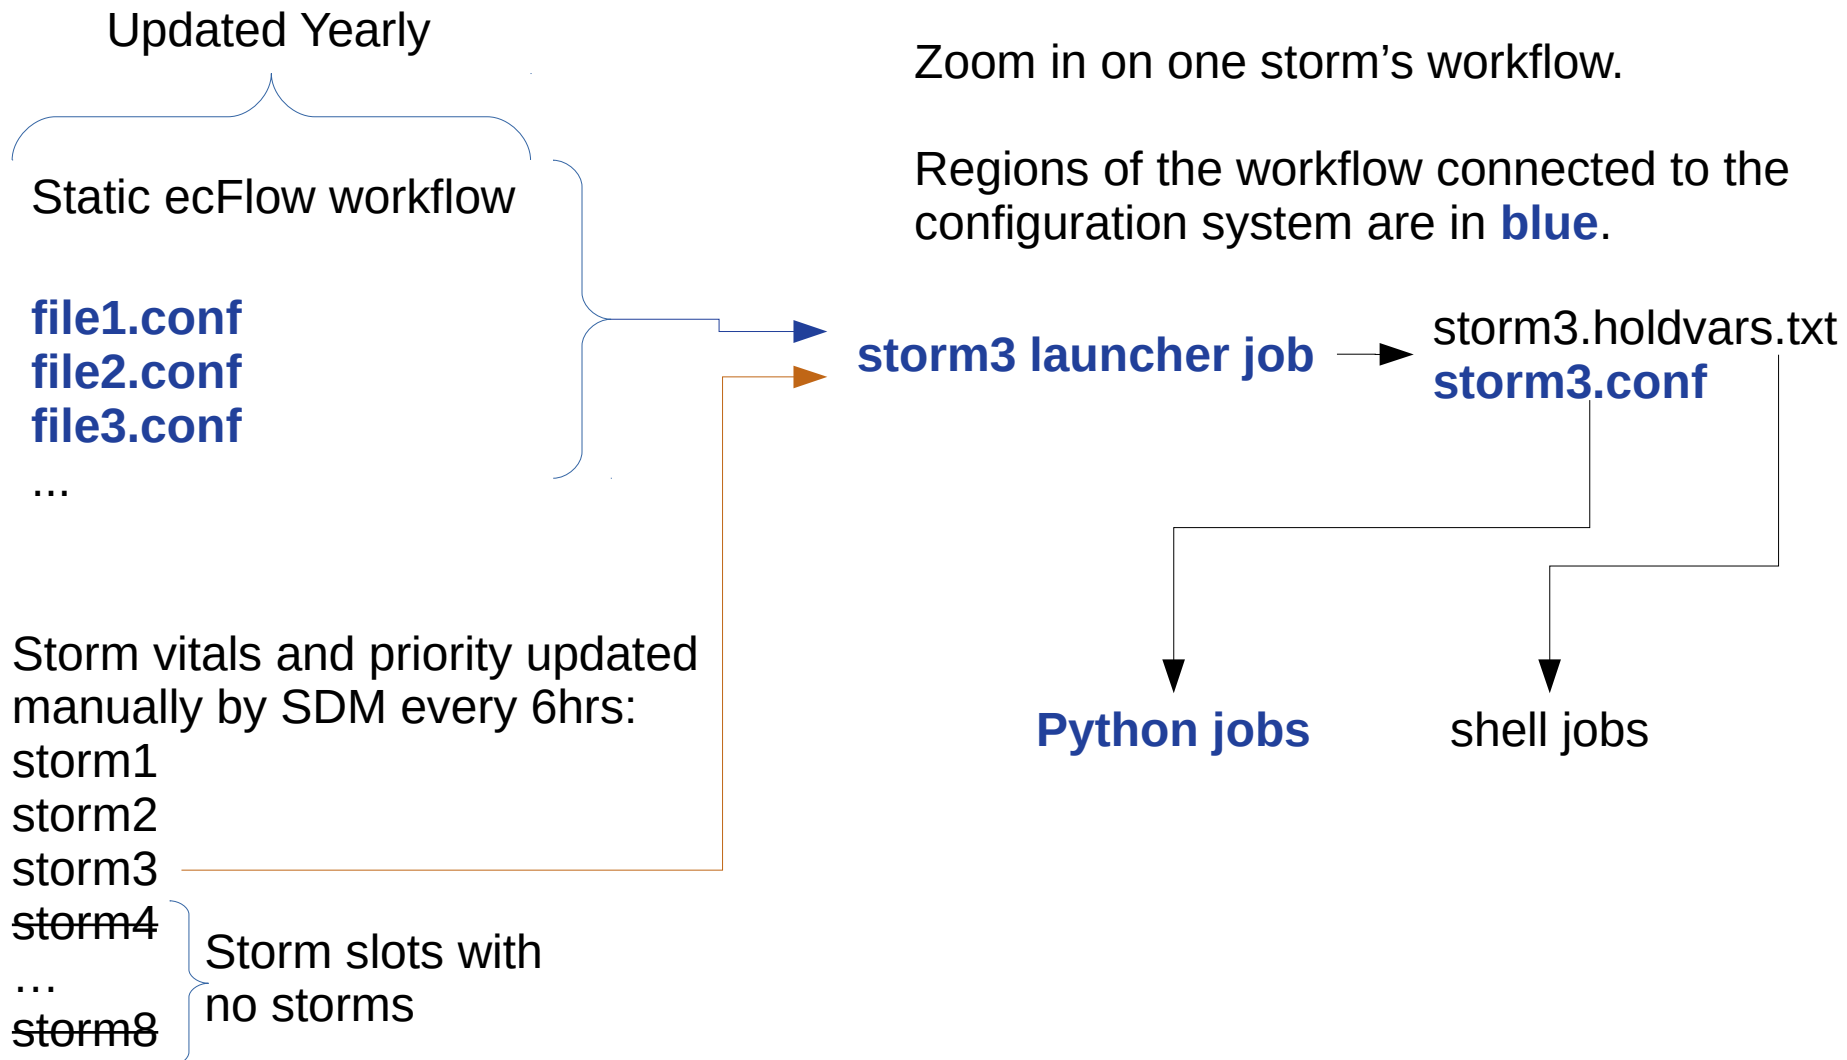 Updated Yearly
Static ecFlow workflow
file1.conf
file2.conf
file3.conf
...
Storm vitals and priority updated
manually by SDM every 6hrs:
storm1
storm2
storm3
storm4
…
storm8
Storm slots with
no storms
Zoom in on one storm’s workflow.
Regions of the workflow connected to the
configuration system are in blue.
storm3 launcher job
storm3.holdvars.txt
storm3.conf
Python jobs
shell jobs